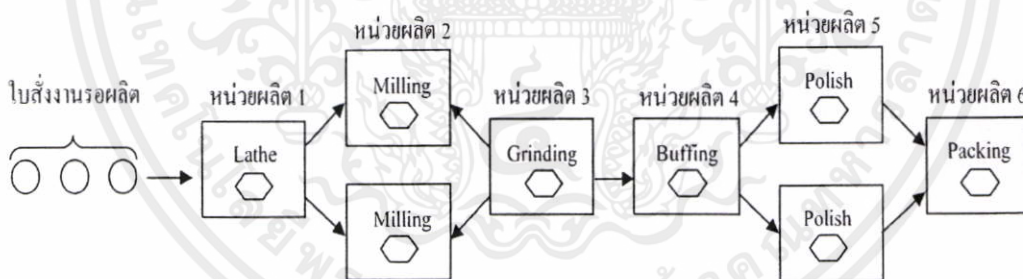 หน่วยผลิต 2
หน่วยผลิต 5
ใบสั่งงานรอผลิต
หน่วยผลิต 1
Milling
หน่วยผลิต 3
หน่วยผลิต 4
Polish
หน่วยผลิต 6
Lathe
Grinding
Buffing
Packing
Milling
Polish